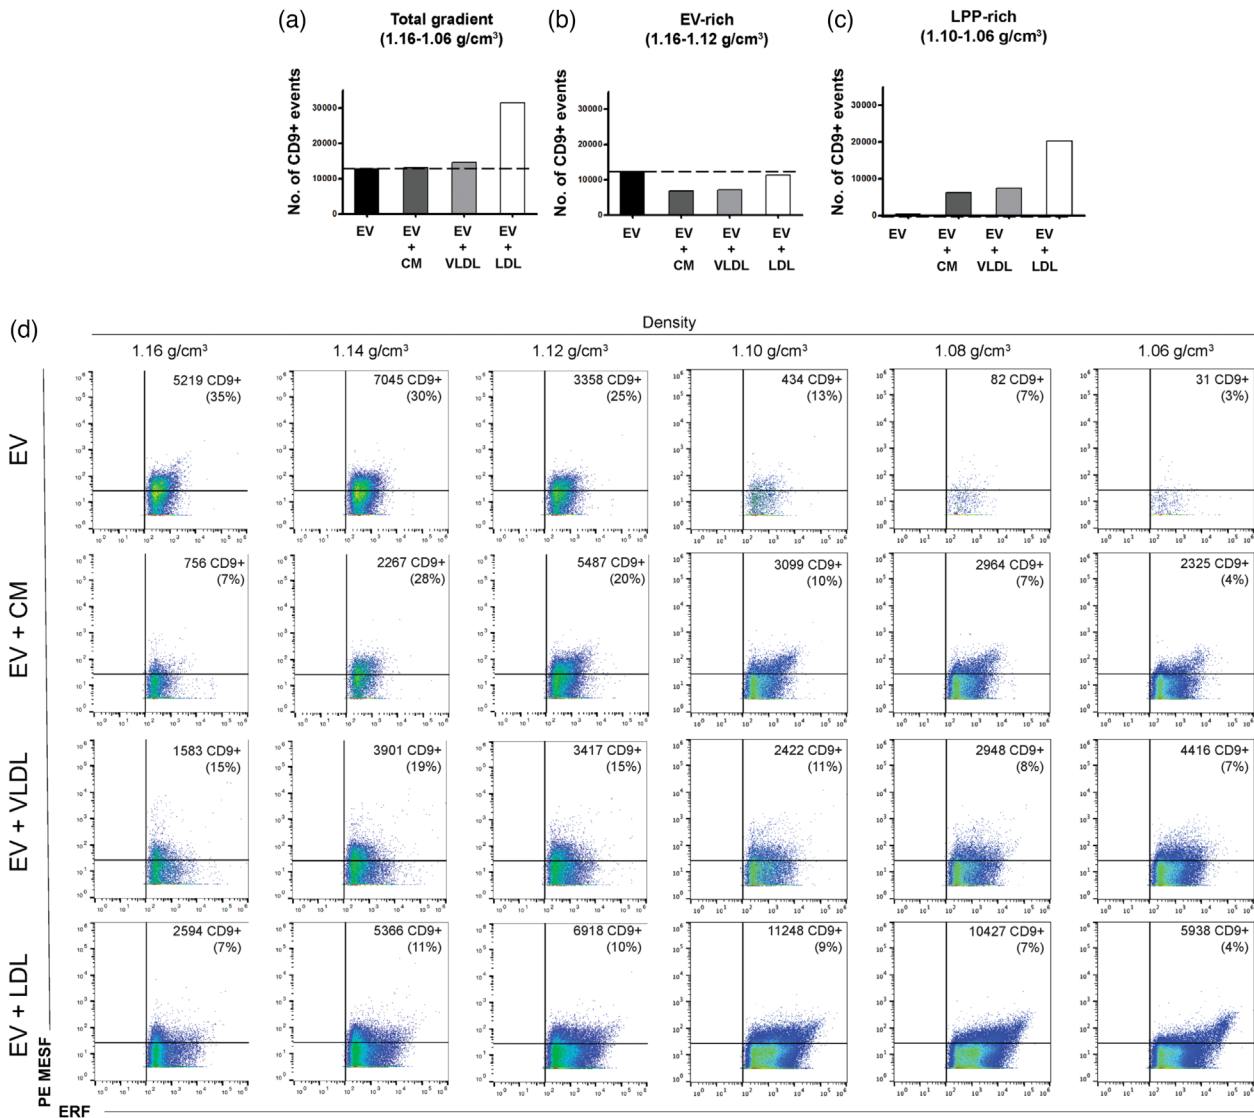 (a)
Total gradient
(1.16-1.06 g/cm³)
No. of CD9+ events
30000
20000
10000
0
EV
EV + CM
EV + VLDL
EV + LDL
(b)
EV-rich
(1.16-1.12 g/cm³)
No. of CD9+ events
30000
20000
10000
0
EV
EV + CM
EV + VLDL
EV + LDL
(c)
LPP-rich
(1.10-1.06 g/cm³)
No. of CD9+ events
30000
20000
10000
0
EV
EV + CM
EV + VLDL
EV + LDL
(d)
Density
1.16 g/cm³ 1.14 g/cm³ 1.12 g/cm³ 1.10 g/cm³ 1.08 g/cm³ 1.06 g/cm³
EV
5219 CD9+ 7045 CD9+ 3358 CD9+ 434 CD9+ 82 CD9+ 31 CD9+
(35%) (30%) (25%) (13%) (7%) (3%)
EV + CM
756 CD9+ 2267 CD9+ 5487 CD9+ 3099 CD9+ 2964 CD9+ 2325 CD9+
(7%) (28%) (20%) (10%) (7%) (4%)
EV + VLDL
1583 CD9+ 3901 CD9+ 3417 CD9+ 2422 CD9+ 2948 CD9+ 4416 CD9+
(15%) (19%) (15%) (11%) (8%) (7%)
EV + LDL
2594 CD9+ 5366 CD9+ 6918 CD9+ 11248 CD9+ 10427 CD9+ 5938 CD9+
(7%) (11%) (10%) (9%) (7%) (4%)
PE MESF
ERF